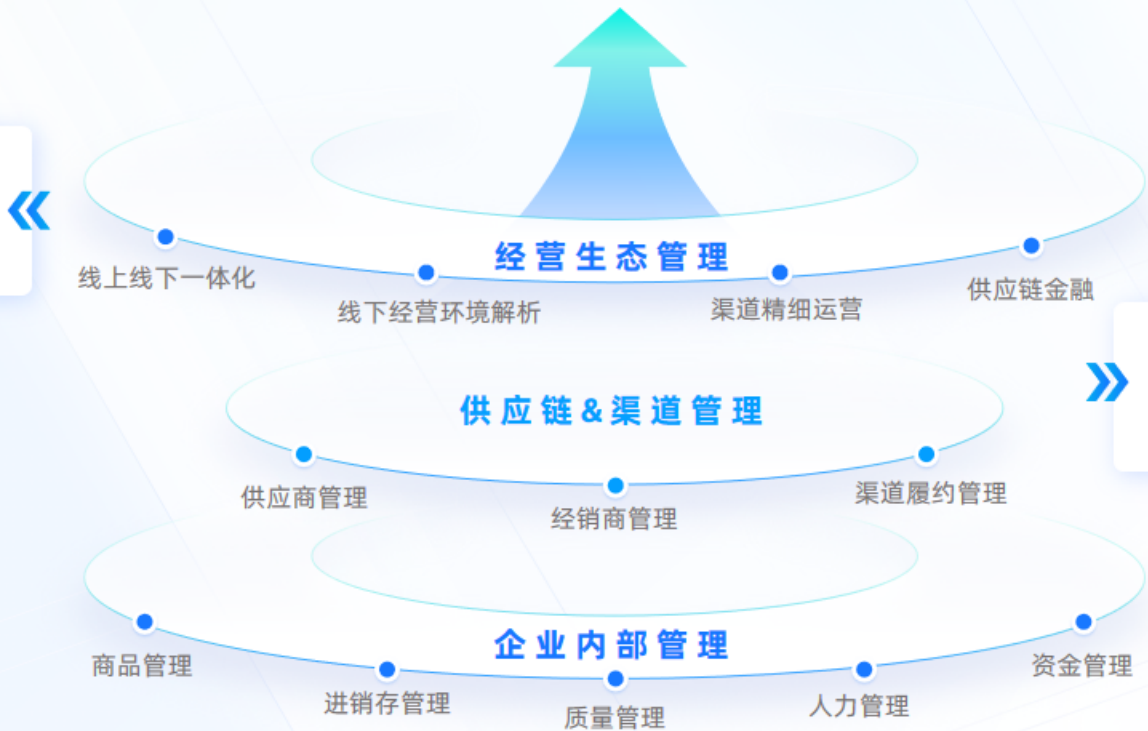 经营生态管理
线上线下一体化
线下经营环境解析
渠道精细运营
供应链金融
供应链&渠道管理
供应商管理
经销商管理
渠道履约管理
企业内部管理
商品管理
进销存管理
质量管理
人力管理
资金管理